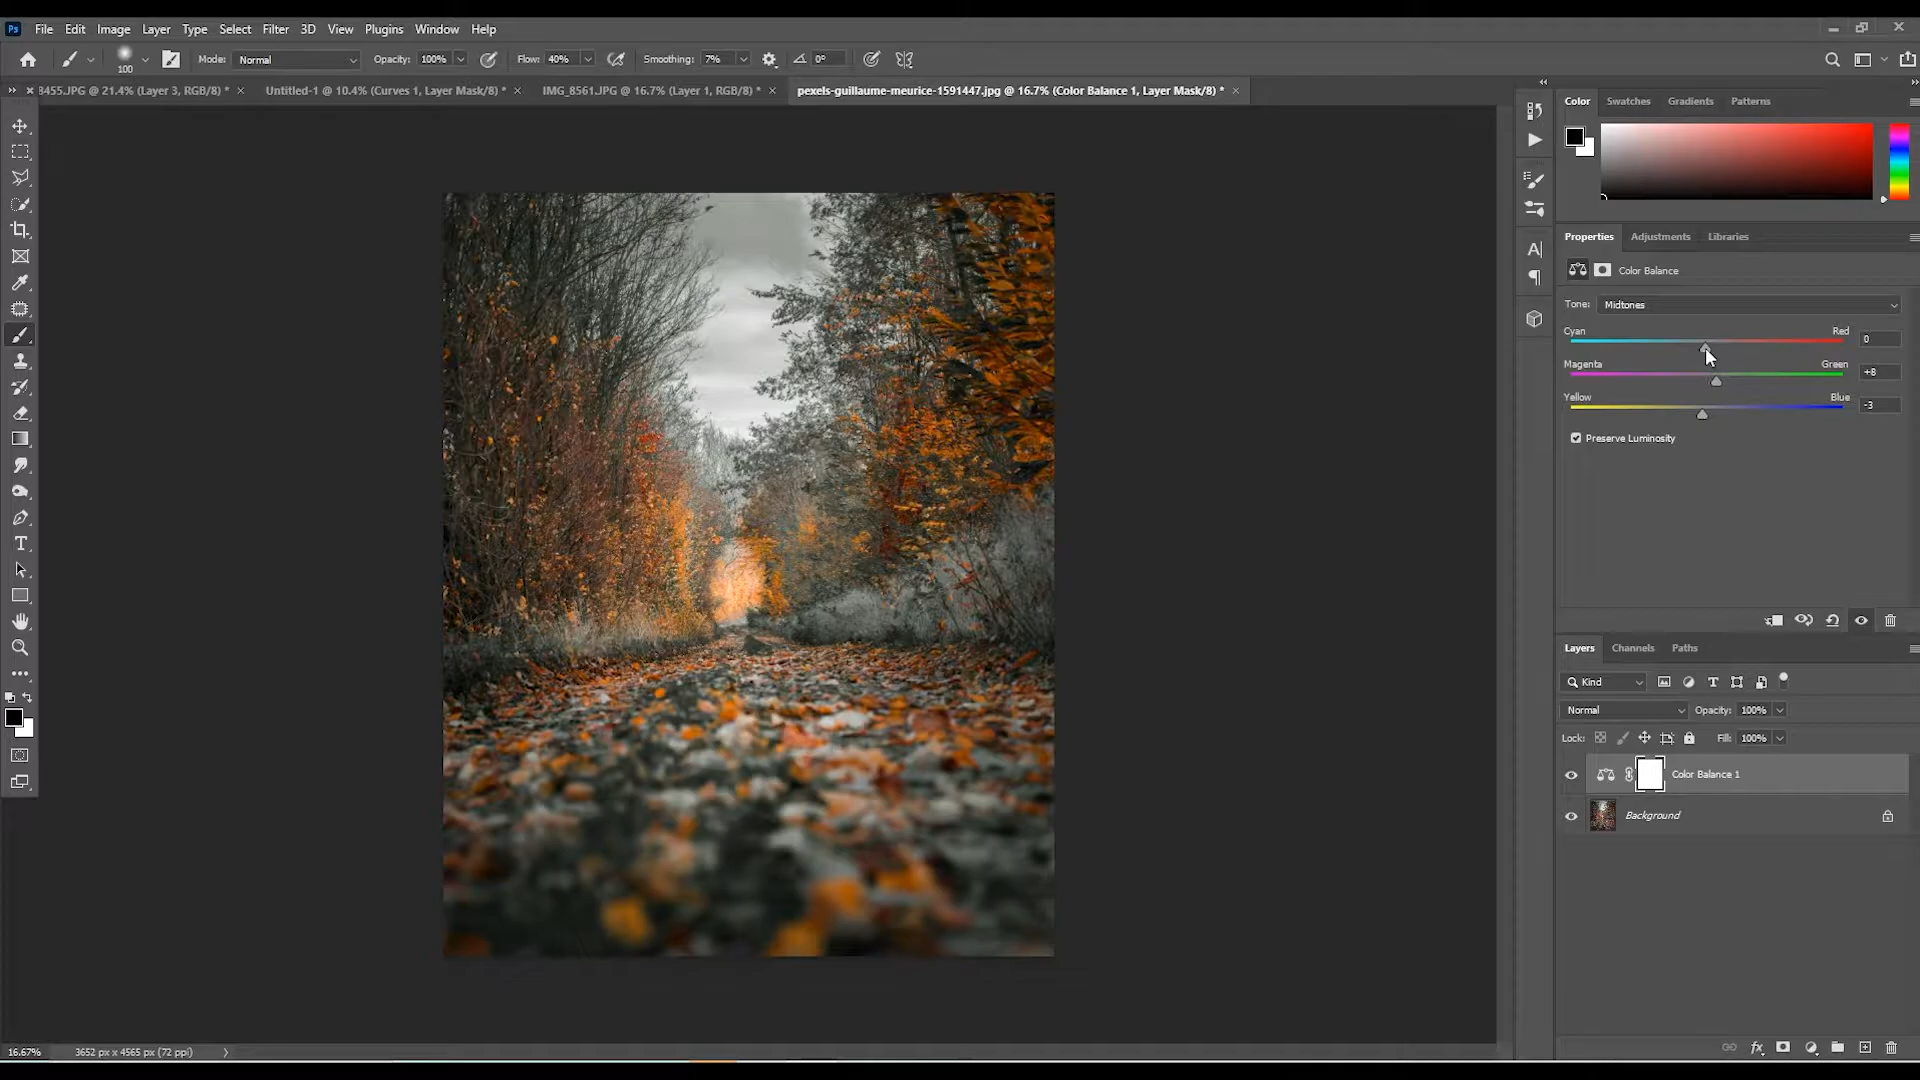 Ps File Edit Image Layer Type Select Filter 3D View Plugins Window Help
100 Mode: Normal Opacity: 100% Flow: 40% Smoothing: 7% 0°
8455.JPG @ 21.4% (Layer 3, RGB/8) * Untitled-1 @ 10.4% (Curves 1, Layer Mask/8) * IMG_8561.JPG @ 16.7% (Layer 1, RGB/8) * pexels-guillaume-meurice-1591447.jpg @ 16.7% (Color Balance 1, Layer Mask/8) *
Color Swatches Gradients Patterns
Properties Adjustments Libraries
Color Balance
Tone: Midtones
Cyan Red 0
Magenta Green +8
Yellow Blue -3
Preserve Luminosity
Layers Channels Paths
Kind
Normal Opacity: 100%
Lock: Fill: 100%
Color Balance 1
Background
fx
16.67% 3652 px x 4565 px (72 ppi)